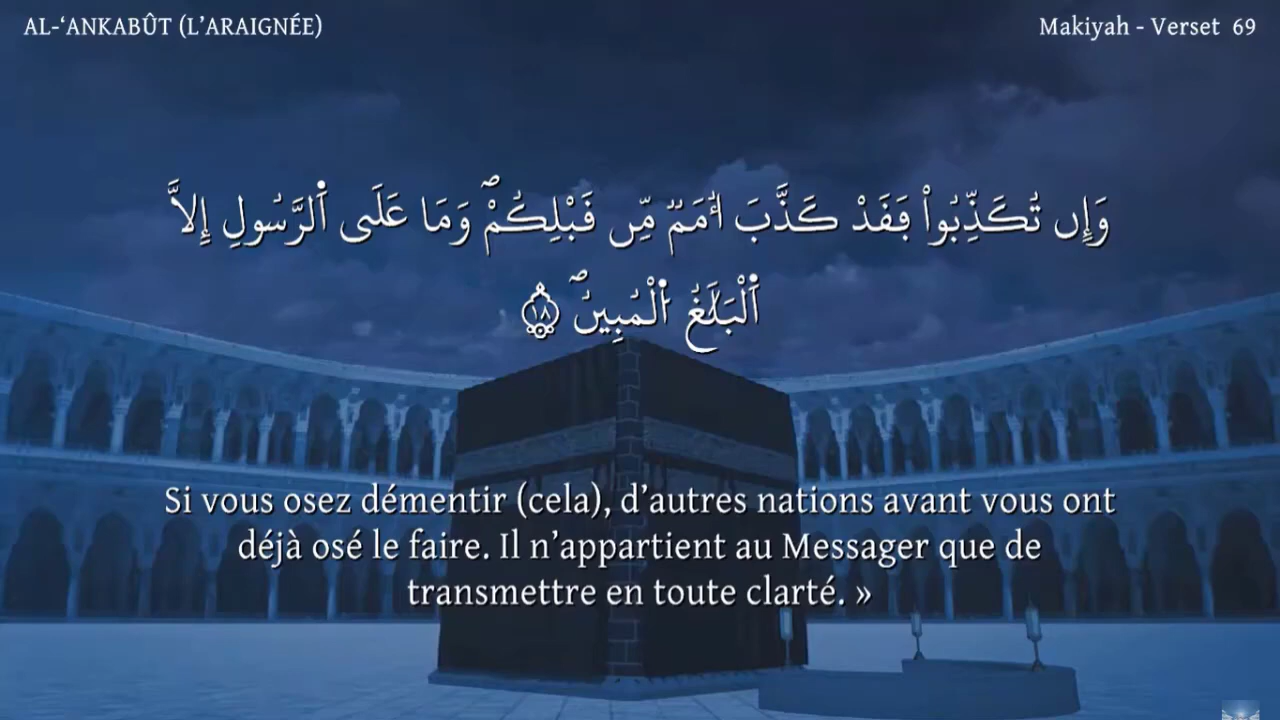 AL-‘ANKABÛT (L’ARAIGNÉE)
Makiyah - Verset 69
وَإِن تُكَذِّبُواْ فَقَدْ كَذَّبَ أُمَمٌ مِّن قَبْلِكُمْ وَمَا عَلَى ٱلرَّسُولِ إِلاَّ
ٱلْبَلَٰغُ ٱلْمُبِينُ ١٨
Si vous osez démentir (cela), d’autres nations avant vous ont
déjà osé le faire. Il n’appartient au Messager que de
transmettre en toute clarté. »